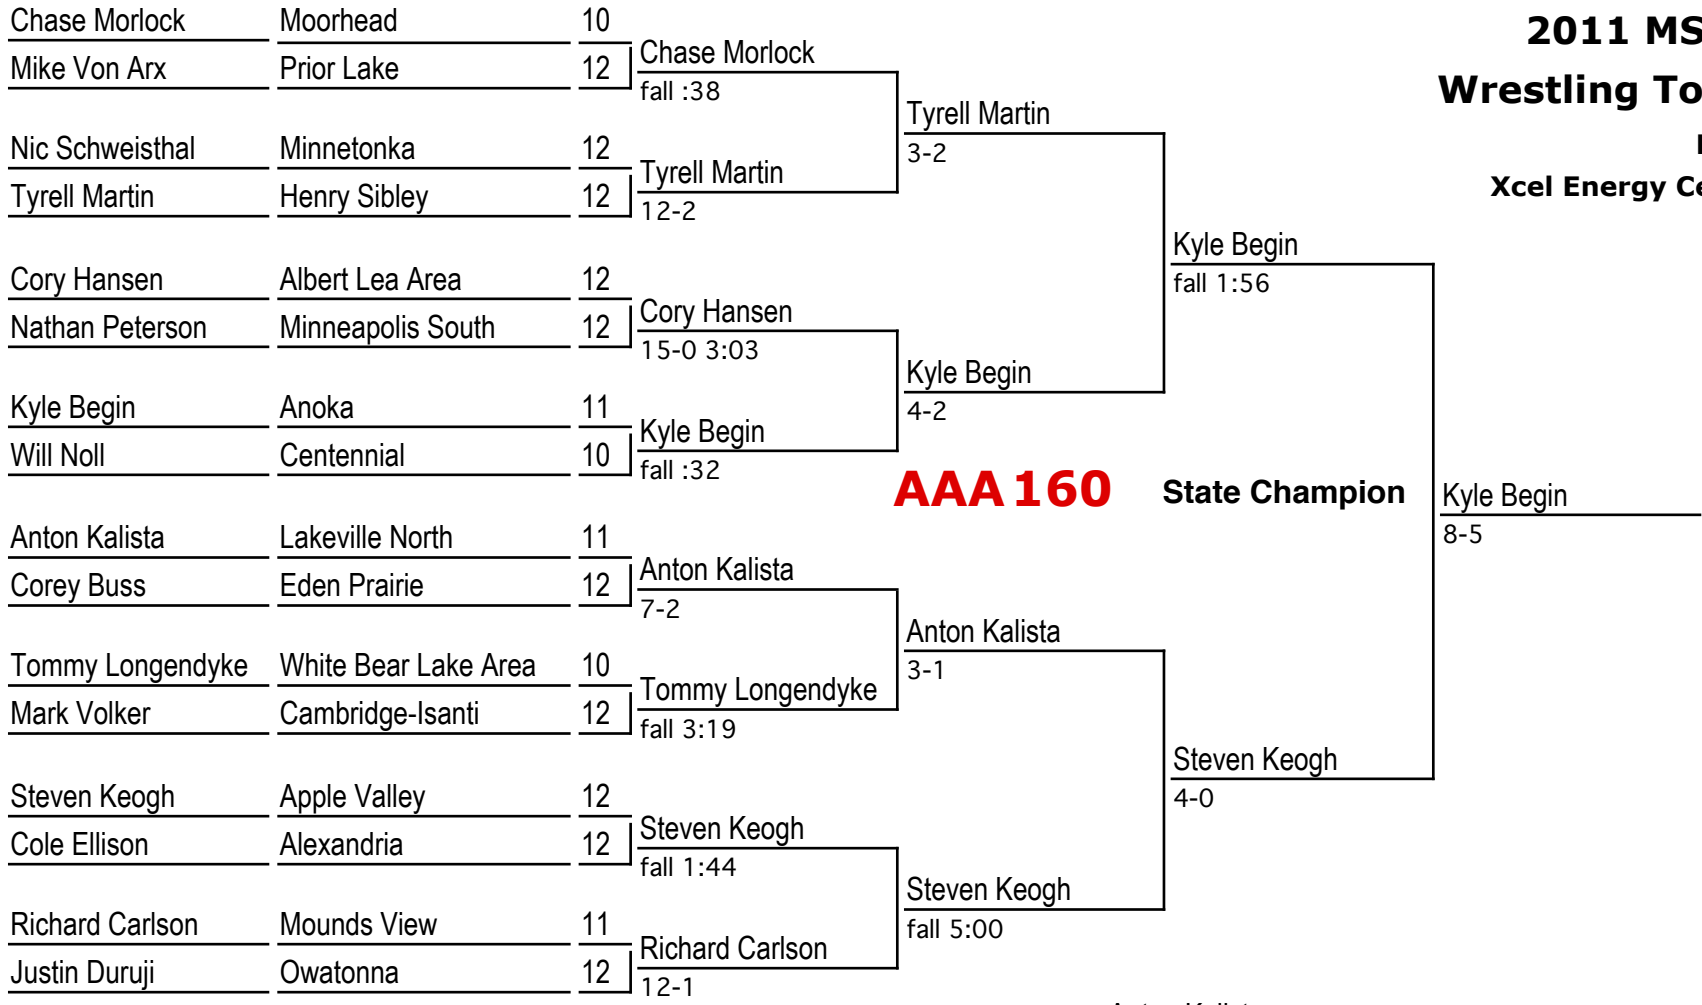 Chase Morlock Moorhead 10
Mike Von Arx Prior Lake 12
Chase Morlock
fall :38
Nic Schweisthal Minnetonka 12
Tyrell Martin Henry Sibley 12
Tyrell Martin
12-2
Tyrell Martin
3-2
Cory Hansen Albert Lea Area 12
Nathan Peterson Minneapolis South 12
Cory Hansen
15-0 3:03
Kyle Begin Anoka 11
Will Noll Centennial 10
Kyle Begin
fall :32
Kyle Begin
4-2
Kyle Begin
fall 1:56
2011 MS
Wrestling To
Xcel Energy Ce
AAA 160 State Champion
Kyle Begin
8-5
Anton Kalista Lakeville North 11
Corey Buss Eden Prairie 12
Anton Kalista
7-2
Tommy Longendyke White Bear Lake Area 10
Mark Volker Cambridge-Isanti 12
Tommy Longendyke
fall 3:19
Anton Kalista
3-1
Steven Keogh Apple Valley 12
Cole Ellison Alexandria 12
Steven Keogh
fall 1:44
Richard Carlson Mounds View 11
Justin Duruji Owatonna 12
Richard Carlson
12-1
Steven Keogh
fall 5:00
Steven Keogh
4-0